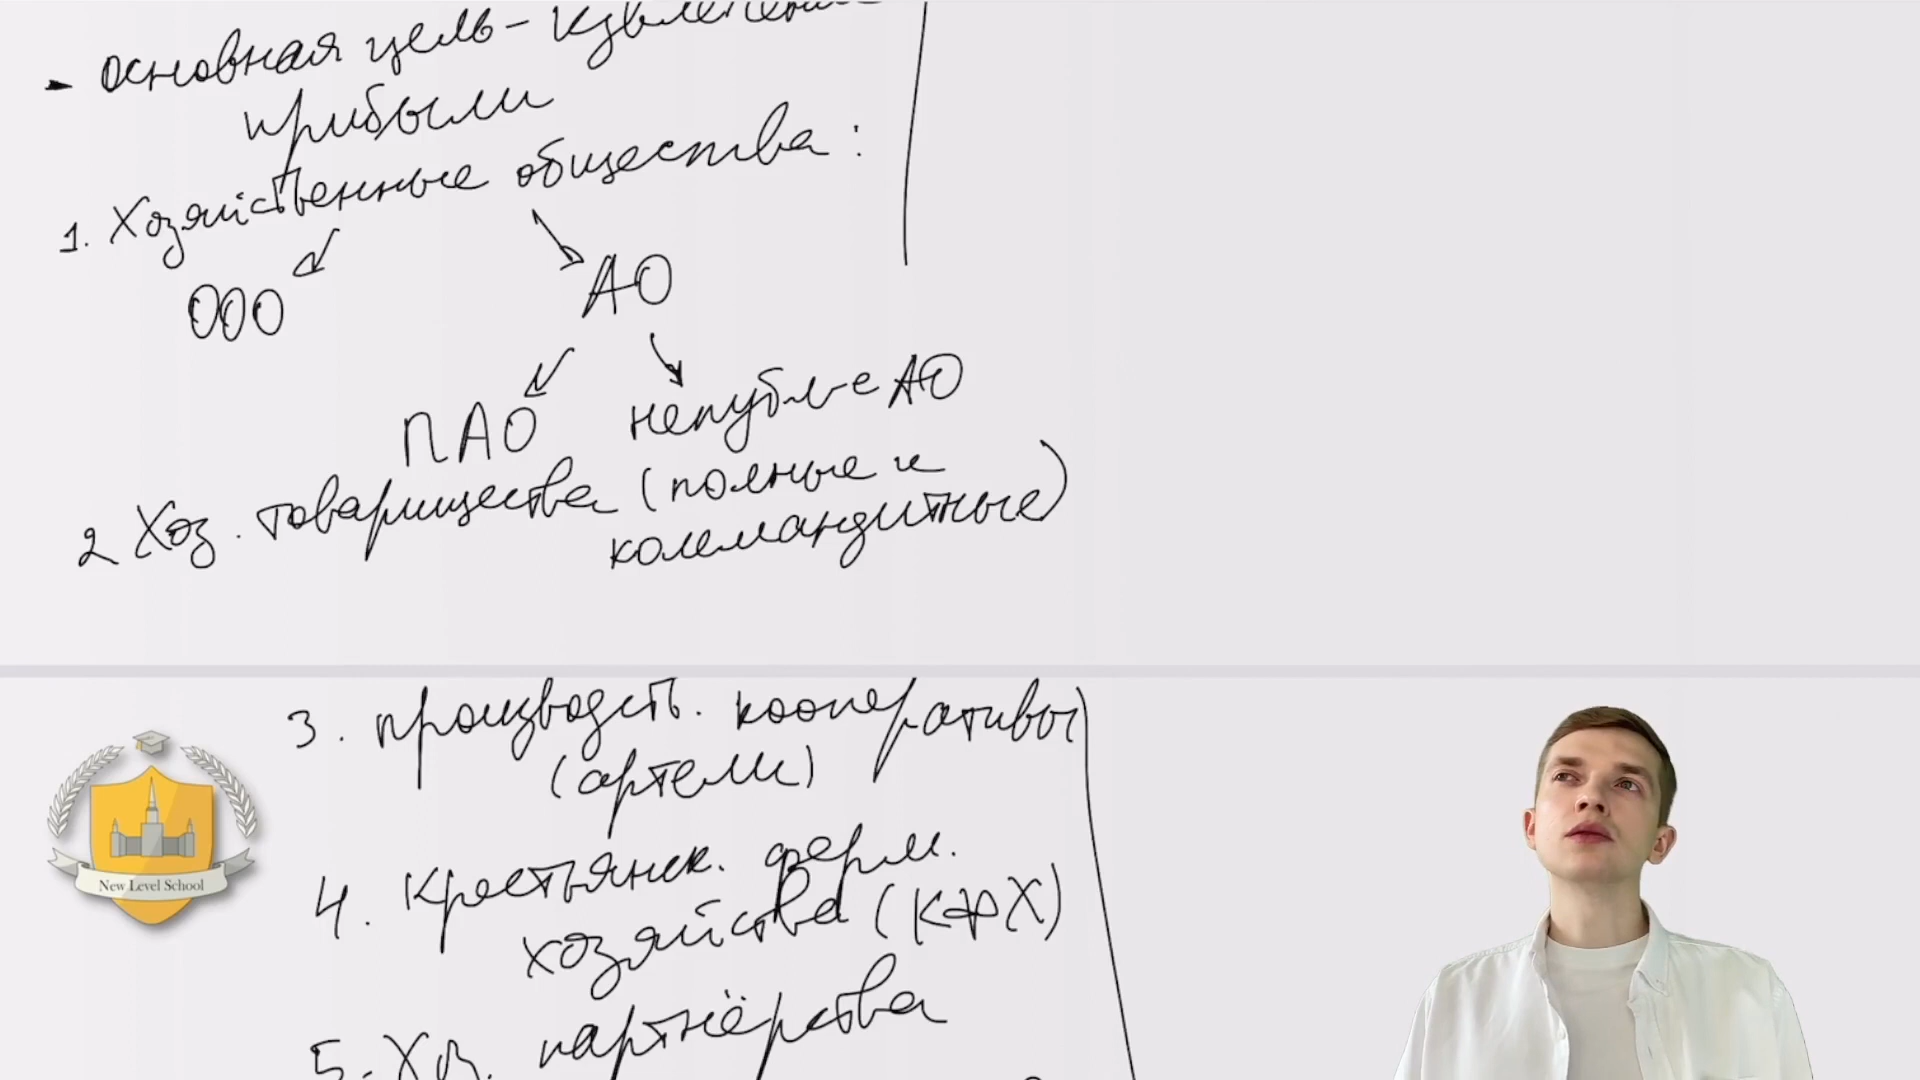 - основная цель - извлечение
прибыли
1. Хозяйственные общества:
ООО
АО
ПАО
непубл-е АО
2 Хоз. товарищества (полные и
коммандитные)
3. производств. кооперативы
(артели)
4. Крестьянск. ферм.
хозяйства (КФХ)
5. Хоз. партнёрства
New Level School